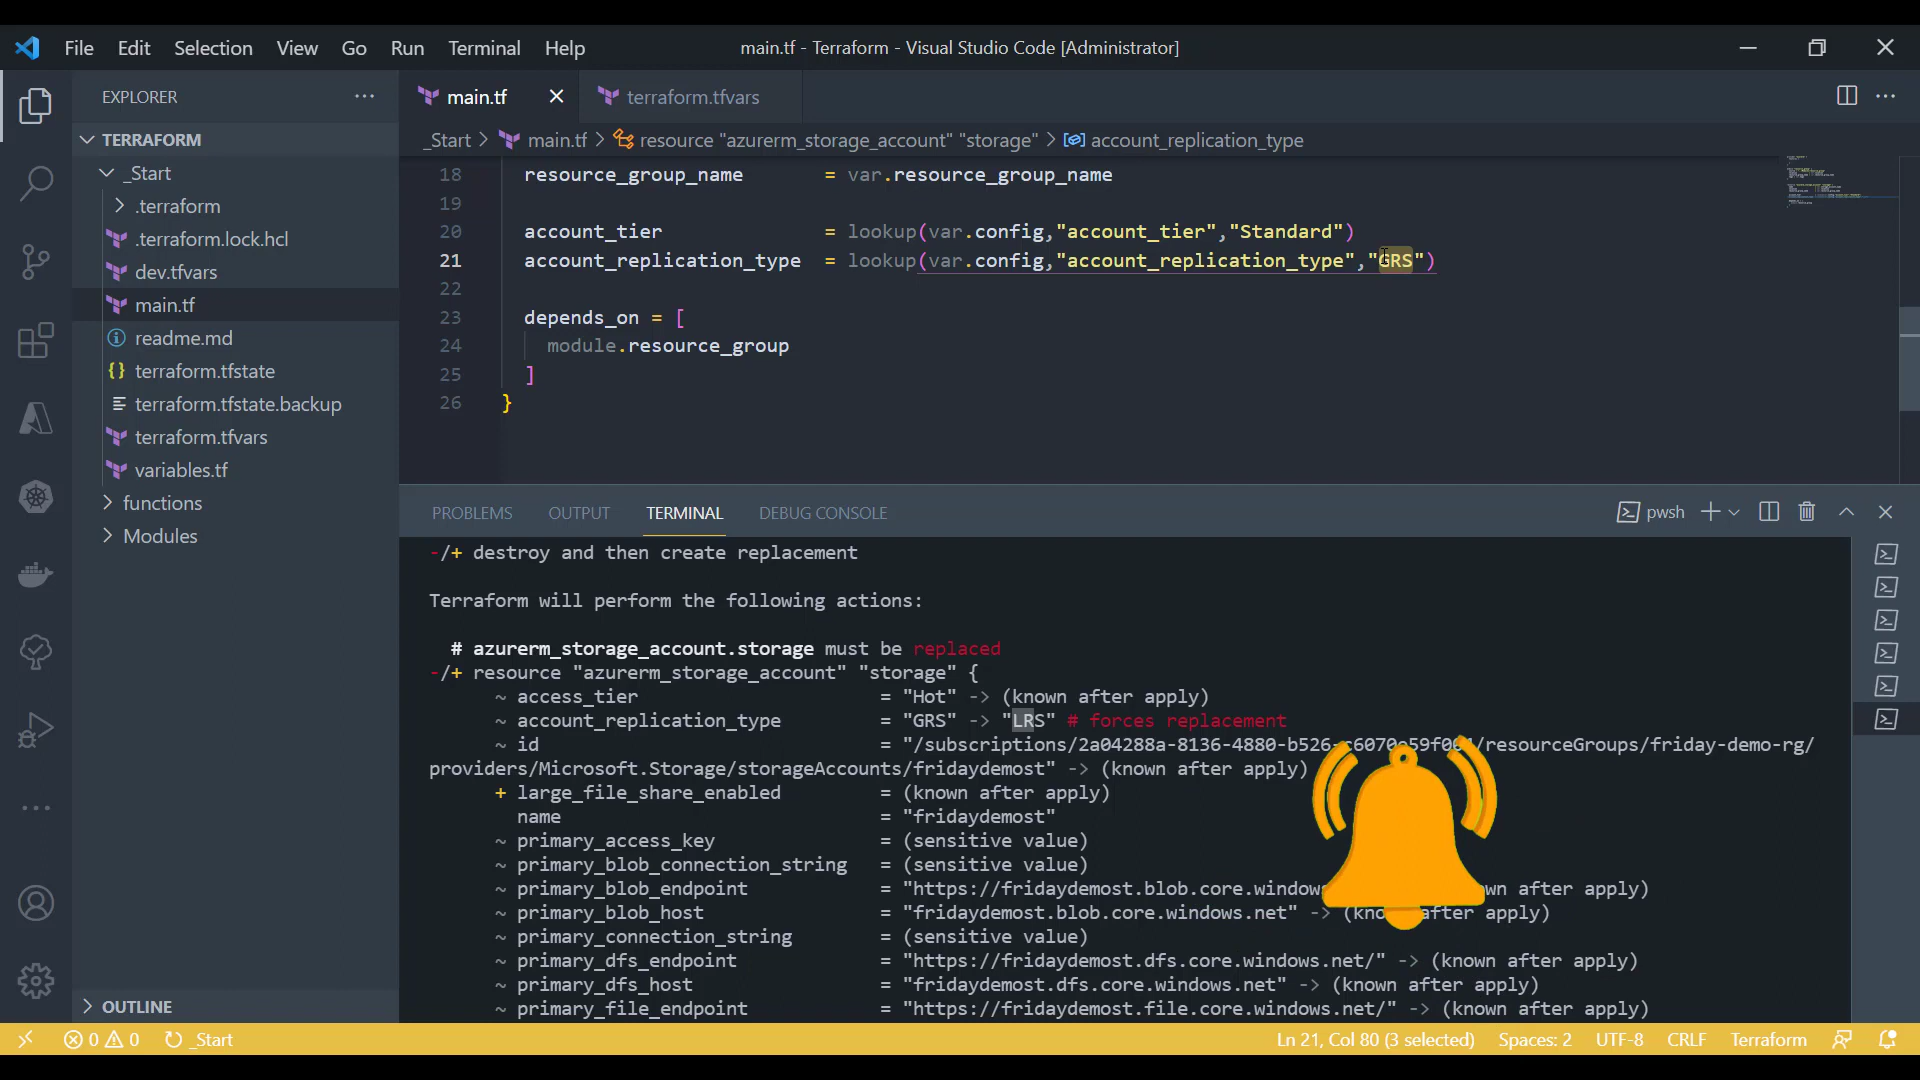 File Edit Selection View Go Run Terminal Help
main.tf - Terraform - Visual Studio Code [Administrator]
EXPLORER
main.tf
terraform.tfvars
TERRAFORM
_Start > main.tf > resource "azurerm_storage_account" "storage" > account_replication_type
_Start
.terraform
.terraform.lock.hcl
dev.tfvars
main.tf
readme.md
terraform.tfstate
terraform.tfstate.backup
terraform.tfvars
variables.tf
functions
Modules
OUTLINE
18 resource_group_name = var.resource_group_name
19
20 account_tier = lookup(var.config,"account_tier","Standard")
21 account_replication_type = lookup(var.config,"account_replication_type","GRS")
22
23 depends_on = [
24 module.resource_group
25 ]
26 }
PROBLEMS OUTPUT TERMINAL DEBUG CONSOLE
pwsh
-/+ destroy and then create replacement
Terraform will perform the following actions:
# azurerm_storage_account.storage must be replaced
-/+ resource "azurerm_storage_account" "storage" {
~ access_tier = "Hot" -> (known after apply)
~ account_replication_type = "GRS" -> "LRS" # forces replacement
~ id = "/subscriptions/2a04288a-8136-4880-b526- /resourceGroups/friday-demo-rg/
providers/Microsoft.Storage/storageAccounts/fridaydemost" -> (known after apply)
+ large_file_share_enabled = (known after apply)
name = "fridaydemost"
~ primary_access_key = (sensitive value)
~ primary_blob_connection_string = (sensitive value)
~ primary_blob_endpoint = "https://fridaydemost.blob.core.windows after apply)
~ primary_blob_host = "fridaydemost.blob.core.windows.net" -> after apply)
~ primary_connection_string = (sensitive value)
~ primary_dfs_endpoint = "https://fridaydemost.dfs.core.windows.net/" -> (known after apply)
~ primary_dfs_host = "fridaydemost.dfs.core.windows.net" -> (known after apply)
~ primary_file_endpoint = "https://fridaydemost.file.core.windows.net/" -> (known after apply)
0 0 _Start
Ln 21, Col 80 (3 selected) Spaces: 2 UTF-8 CRLF Terraform